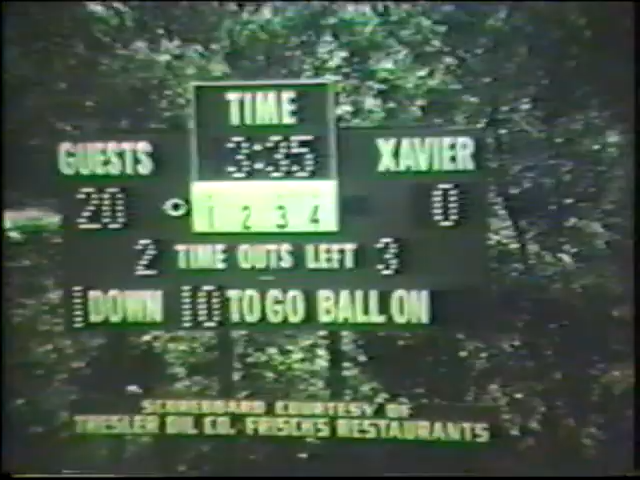 TIME
GUESTS 3:35 XAVIER
20 1 2 3 4 0
2 TIME OUTS LEFT 3
1 DOWN 10 TO GO BALL ON
SCOREBOARD COURTESY OF
TRESLER OIL CO. FRISCH'S RESTAURANTS